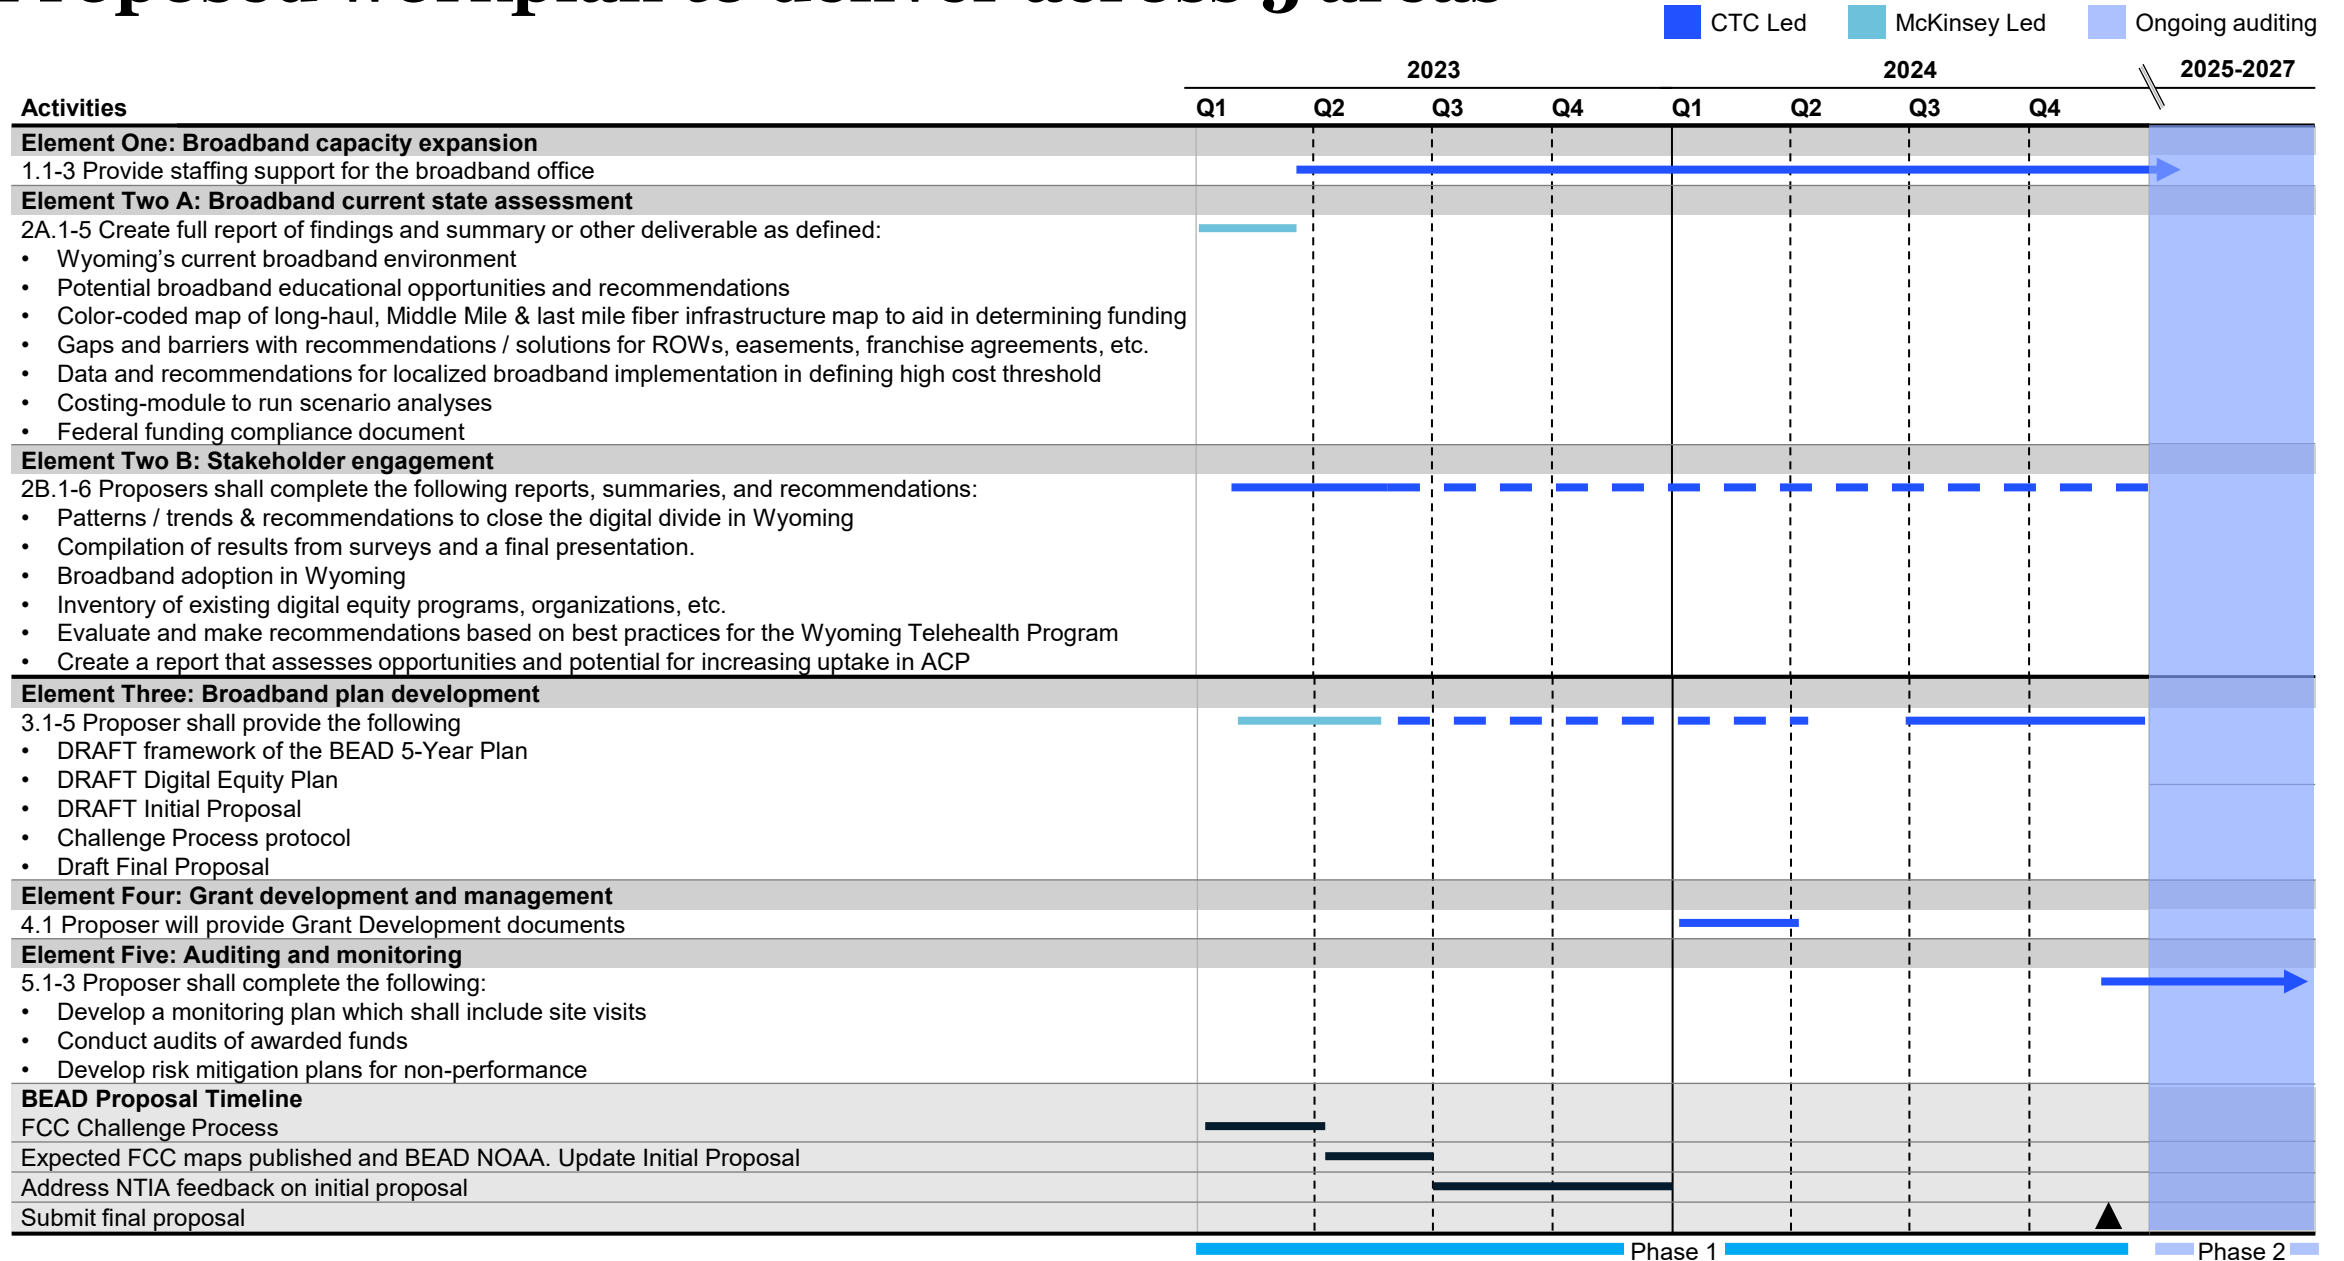 Proposed workplan to deliver across 5 areas
CTC Led
McKinsey Led
Ongoing auditing
2023
2024
2025-2027
Activities
Q1
Q2
Q3
Q4
Q1
Q2
Q3
Q4
Element One: Broadband capacity expansion
1.1-3 Provide staffing support for the broadband office
Element Two A: Broadband current state assessment
2A.1-5 Create full report of findings and summary or other deliverable as defined:
• Wyoming’s current broadband environment
• Potential broadband educational opportunities and recommendations
• Color-coded map of long-haul, Middle Mile & last mile fiber infrastructure map to aid in determining funding
• Gaps and barriers with recommendations / solutions for ROWs, easements, franchise agreements, etc.
• Data and recommendations for localized broadband implementation in defining high cost threshold
• Costing-module to run scenario analyses
• Federal funding compliance document
Element Two B: Stakeholder engagement
2B.1-6 Proposers shall complete the following reports, summaries, and recommendations:
• Patterns / trends & recommendations to close the digital divide in Wyoming
• Compilation of results from surveys and a final presentation.
• Broadband adoption in Wyoming
• Inventory of existing digital equity programs, organizations, etc.
• Evaluate and make recommendations based on best practices for the Wyoming Telehealth Program
• Create a report that assesses opportunities and potential for increasing uptake in ACP
Element Three: Broadband plan development
3.1-5 Proposer shall provide the following
• DRAFT framework of the BEAD 5-Year Plan
• DRAFT Digital Equity Plan
• DRAFT Initial Proposal
• Challenge Process protocol
• Draft Final Proposal
Element Four: Grant development and management
4.1 Proposer will provide Grant Development documents
Element Five: Auditing and monitoring
5.1-3 Proposer shall complete the following:
• Develop a monitoring plan which shall include site visits
• Conduct audits of awarded funds
• Develop risk mitigation plans for non-performance
BEAD Proposal Timeline
FCC Challenge Process
Expected FCC maps published and BEAD NOAA. Update Initial Proposal
Address NTIA feedback on initial proposal
Submit final proposal
Phase 1
Phase 2